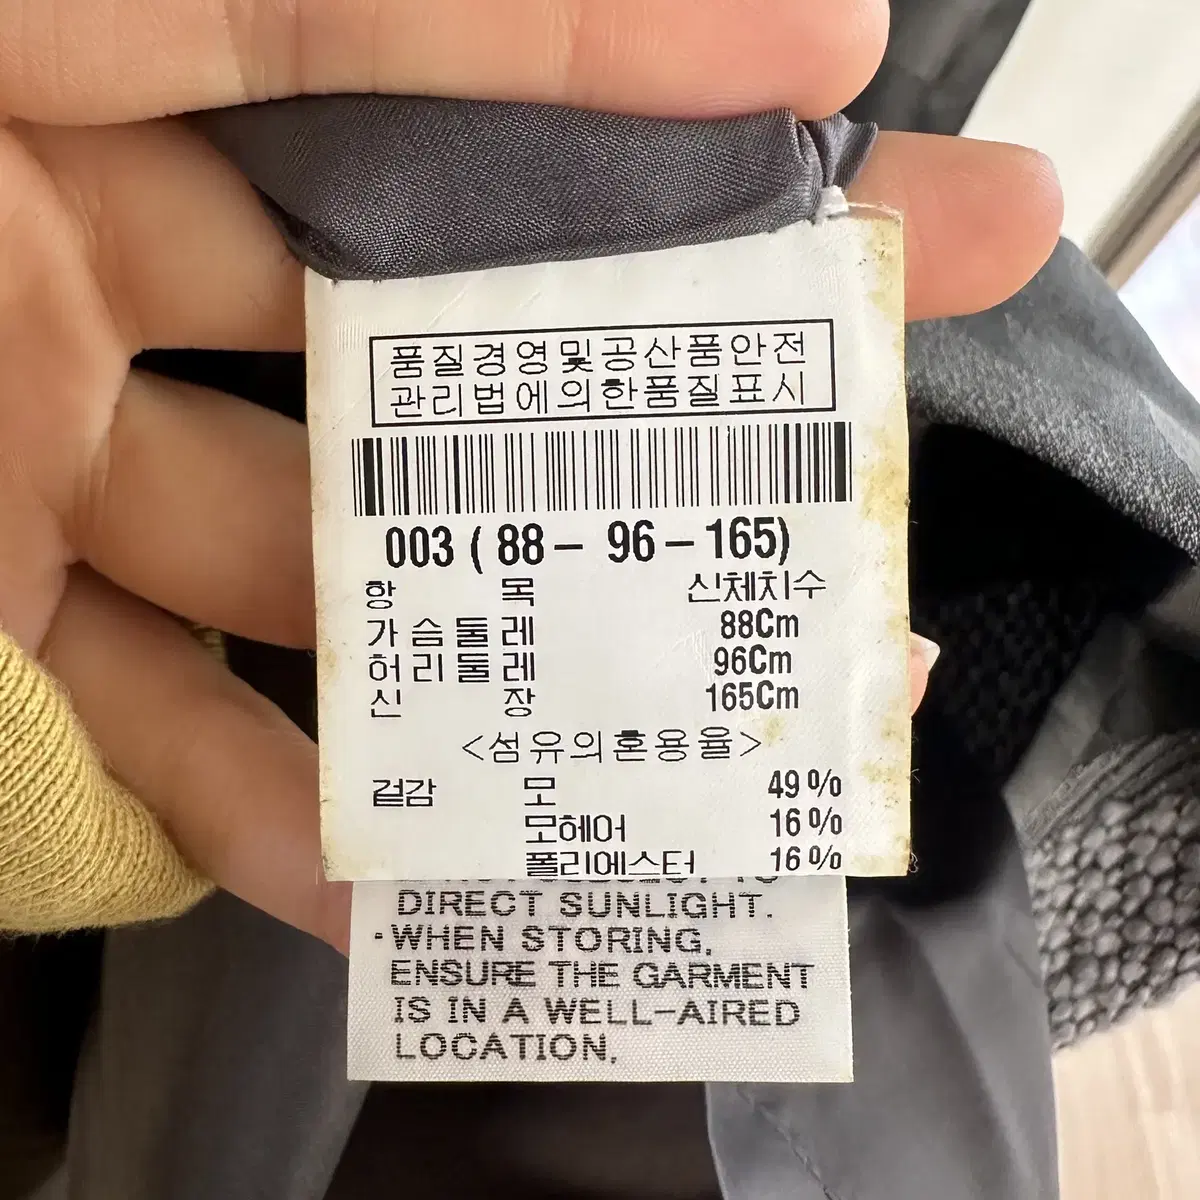 품질경영및공산품안전
관리법에의한품질표시
003 ( 88 - 96 - 165)
항 목 신체치수
가슴둘레 88Cm
허리둘레 96Cm
신 장 165Cm
<섬유의혼용율>
겉감 모 49%
모헤어 16%
폴리에스터 16%
DIRECT SUNLIGHT.
·WHEN STORING,
ENSURE THE GARMENT
IS IN A WELL-AIRED
LOCATION.